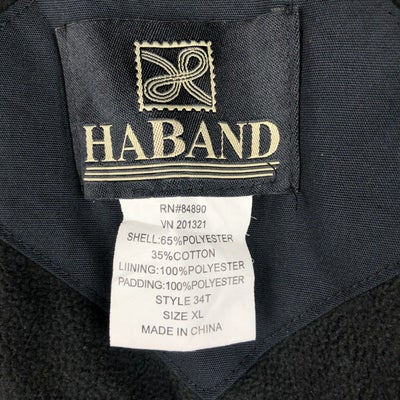 HABAND
RN#84890
VN 201321
SHELL:65%POLYESTER
35%COTTON
LIINING:100%POLYESTER
PADDING:100%POLYESTER
STYLE 34T
SIZE XL
MADE IN CHINA